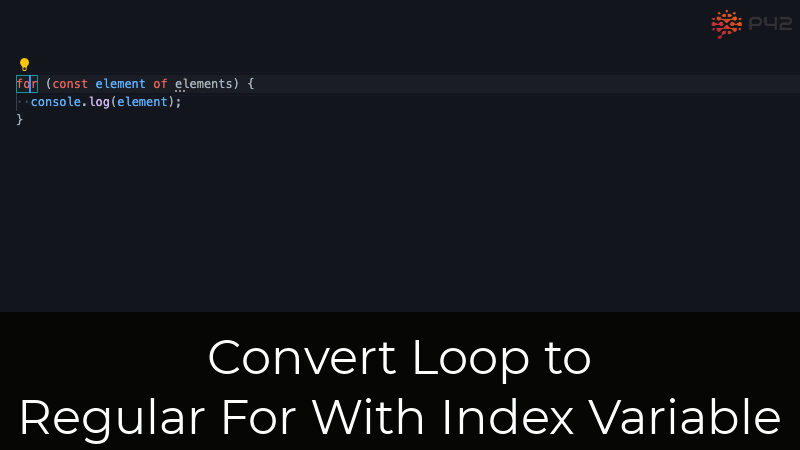 P42
for (const element of elements) {
console.log(element);
}
Convert Loop to
Regular For With Index Variable